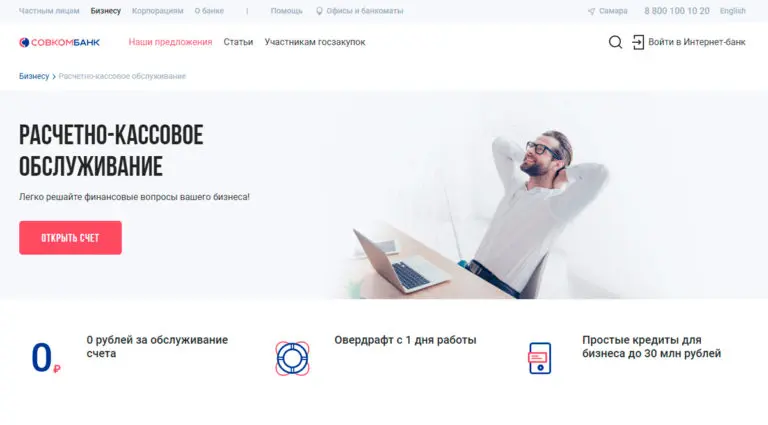 Частным лицам Бизнесу Корпорациям О банке | Помощь Офисы и банкоматы Самара 8 800 100 10 20 English
СОВКОМБАНК Наши предложения Статьи Участникам госзакупок Войти в Интернет-банк
Бизнесу > Расчетно-кассовое обслуживание
РАСЧЕТНО-КАССОВОЕ
ОБСЛУЖИВАНИЕ
Легко решайте финансовые вопросы вашего бизнеса!
ОТКРЫТЬ СЧЕТ
0 ₽
0 рублей за обслуживание
счета
Овердрафт с 1 дня работы
Простые кредиты для
бизнеса до 30 млн рублей